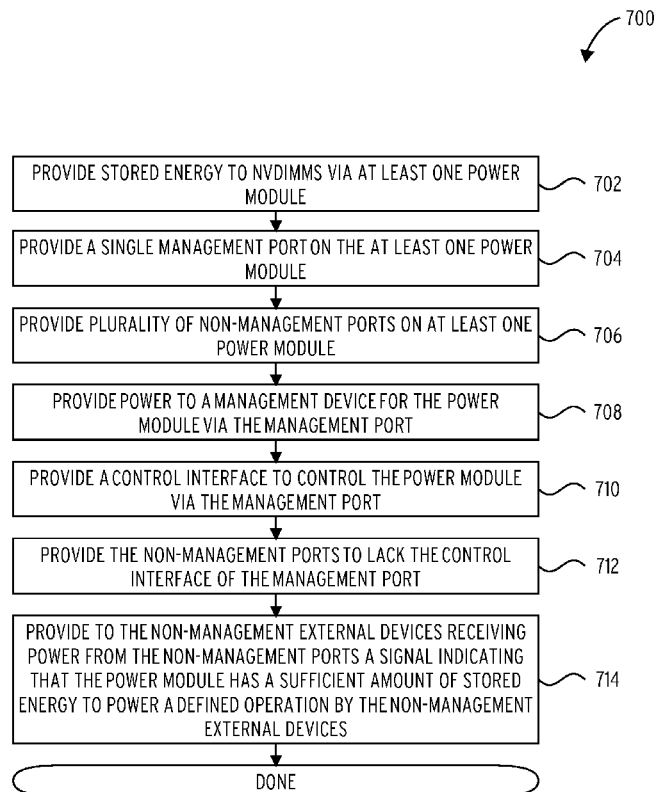 700
PROVIDE STORED ENERGY TO NVDIMMS VIA AT LEAST ONE POWER
MODULE
702
PROVIDE A SINGLE MANAGEMENT PORT ON THE AT LEAST ONE POWER
MODULE
704
PROVIDE PLURALITY OF NON-MANAGEMENT PORTS ON AT LEAST ONE
POWER MODULE
706
PROVIDE POWER TO A MANAGEMENT DEVICE FOR THE POWER
MODULE VIA THE MANAGEMENT PORT
708
PROVIDE A CONTROL INTERFACE TO CONTROL THE POWER MODULE
VIA THE MANAGEMENT PORT
710
PROVIDE THE NON-MANAGEMENT PORTS TO LACK THE CONTROL
INTERFACE OF THE MANAGEMENT PORT
712
PROVIDE TO THE NON-MANAGEMENT EXTERNAL DEVICES RECEIVING
POWER FROM THE NON-MANAGEMENT PORTS A SIGNAL INDICATING
THAT THE POWER MODULE HAS A SUFFICIENT AMOUNT OF STORED
ENERGY TO POWER A DEFINED OPERATION BY THE NON-MANAGEMENT
EXTERNAL DEVICES
714
DONE